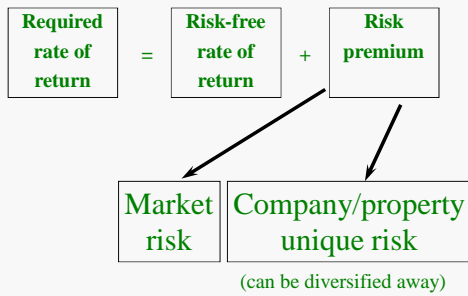 Required
rate of
return
=
Risk-free
rate of
return
+
Risk
premium
Market
risk
Company/property
unique risk
(can be diversified away)